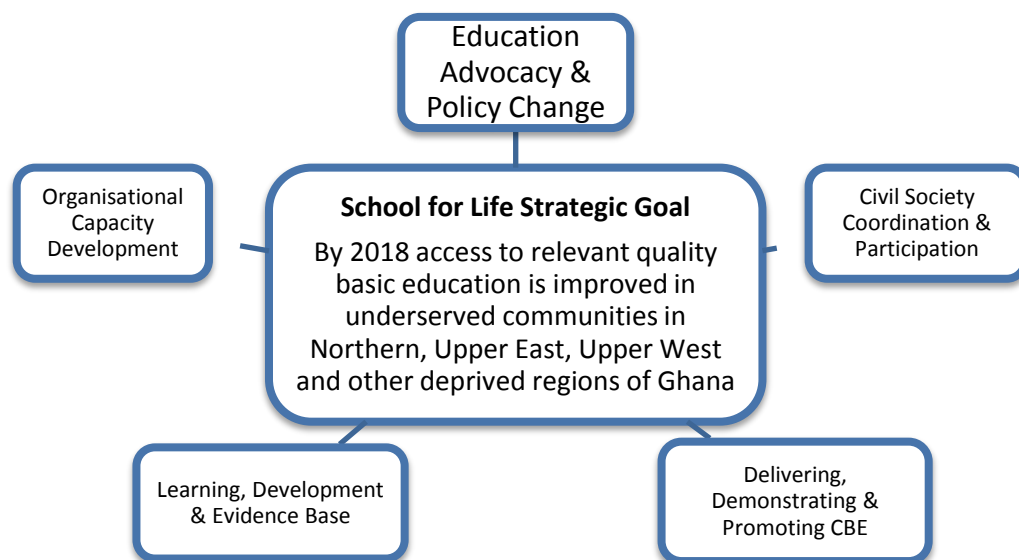 Education
Advocacy &
Policy Change
Organisational
Capacity
Development
School for Life Strategic Goal
By 2018 access to relevant quality
basic education is improved in
underserved communities in
Northern, Upper East, Upper West
and other deprived regions of Ghana
Civil Society
Coordination &
Participation
Learning, Development
& Evidence Base
Delivering,
Demonstrating &
Promoting CBE